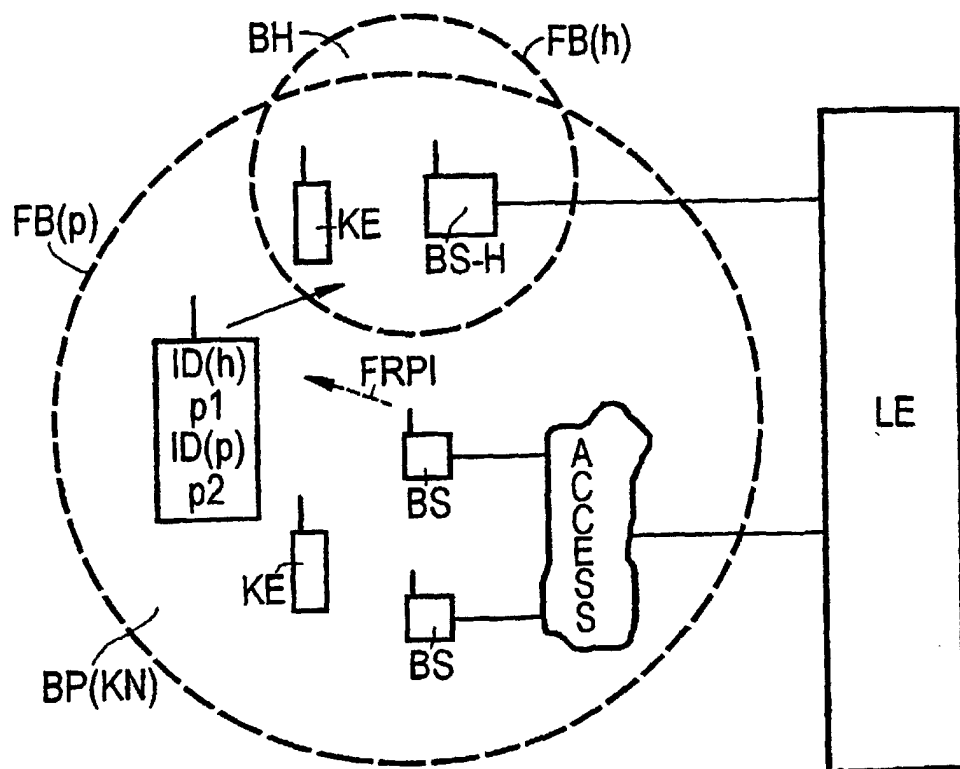 BH
FB(h)
FB(p)
KE
BS-H
ID(h)
p1
ID(p)
p2
FRPI
BS
ACCESS
LE
KE
BS
BP(KN)